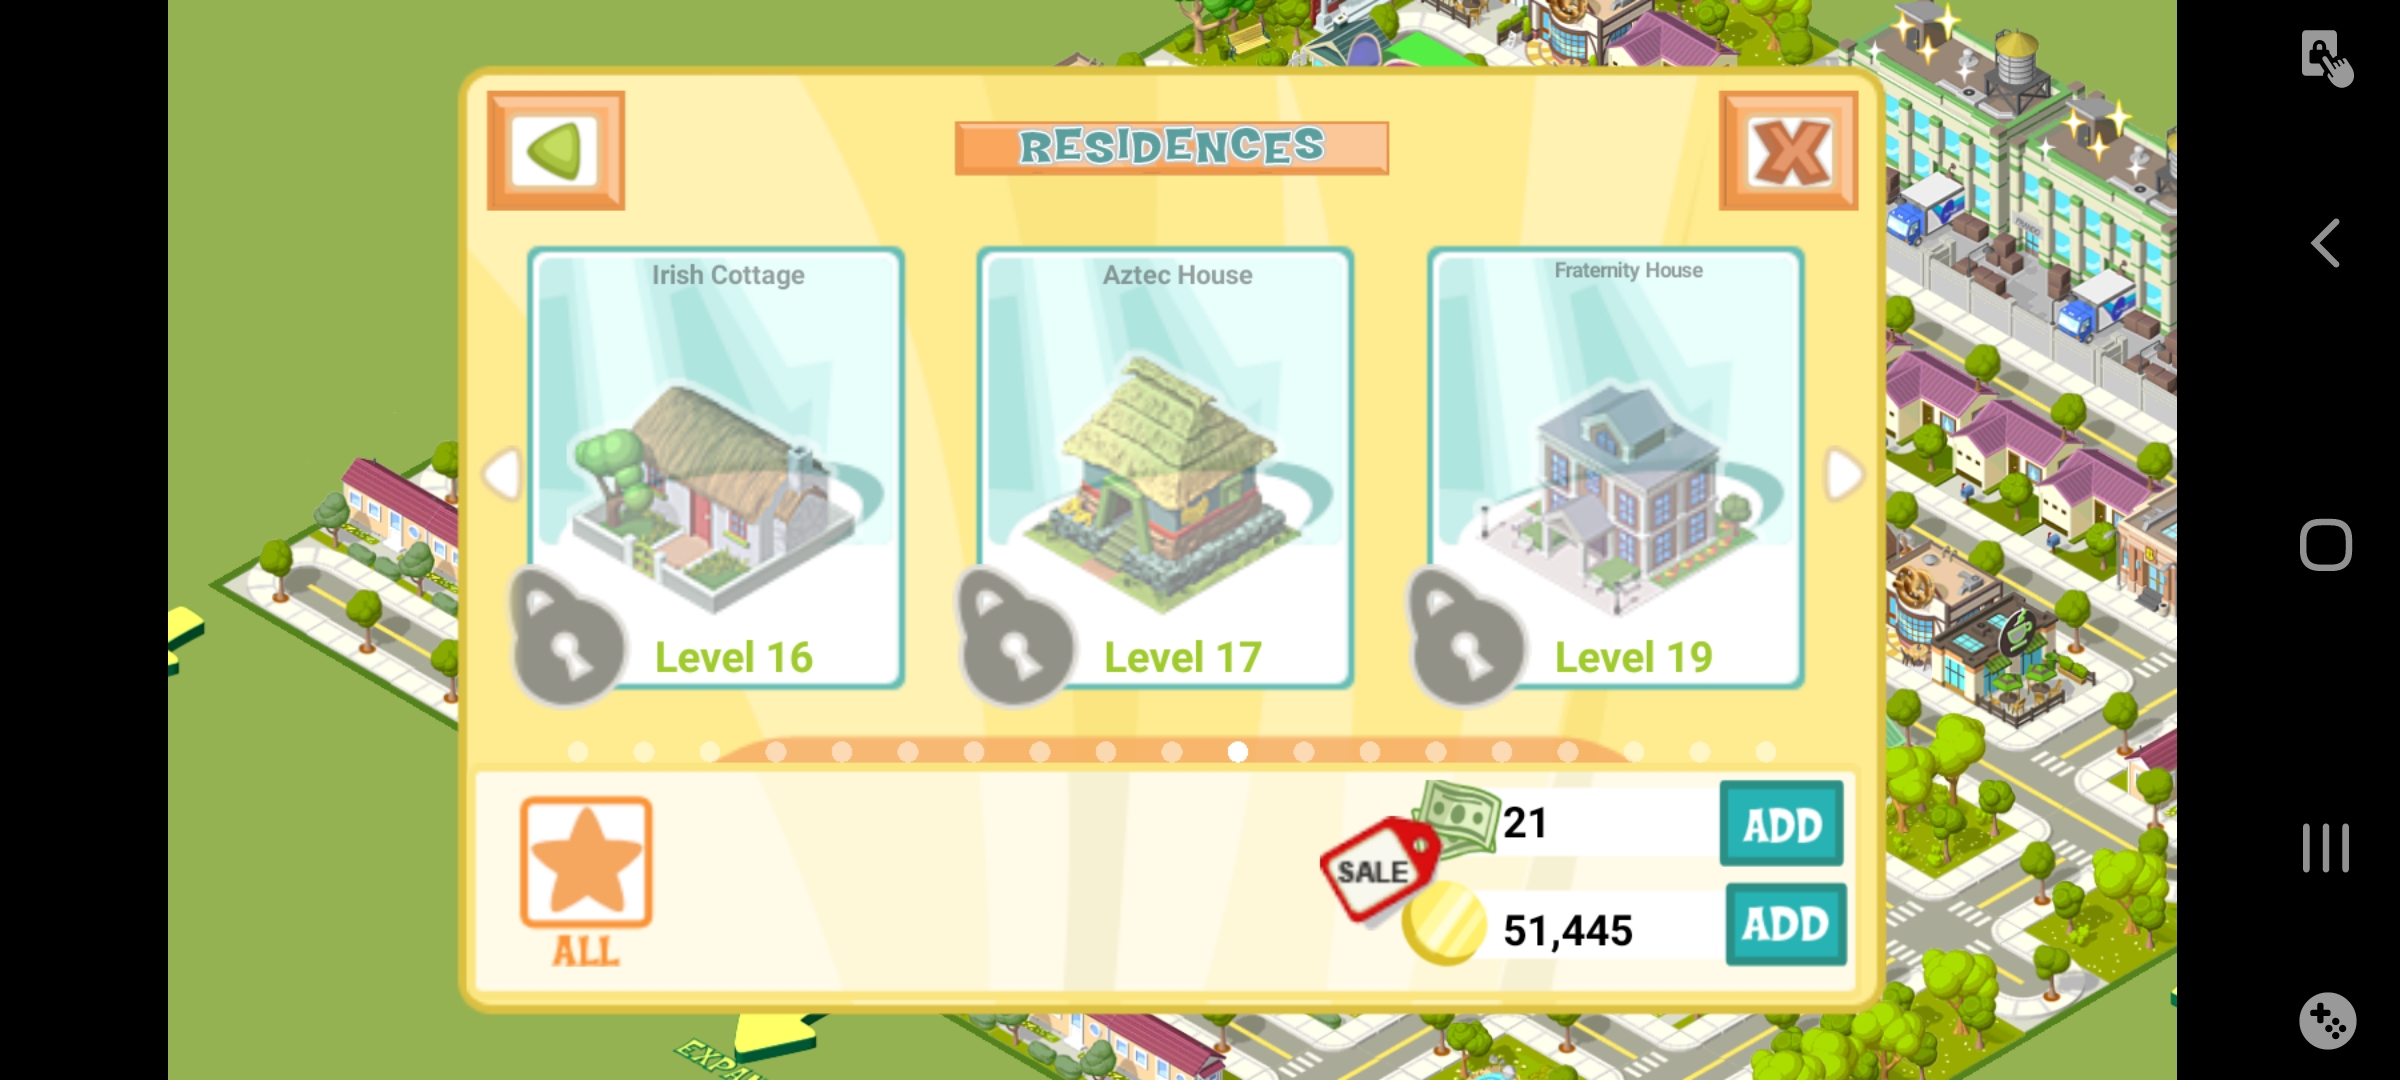 RESIDENCES
Irish Cottage
Aztec House
Fraternity House
Level 16
Level 17
Level 19
21
ADD
SALE
51,445
ADD
ALL